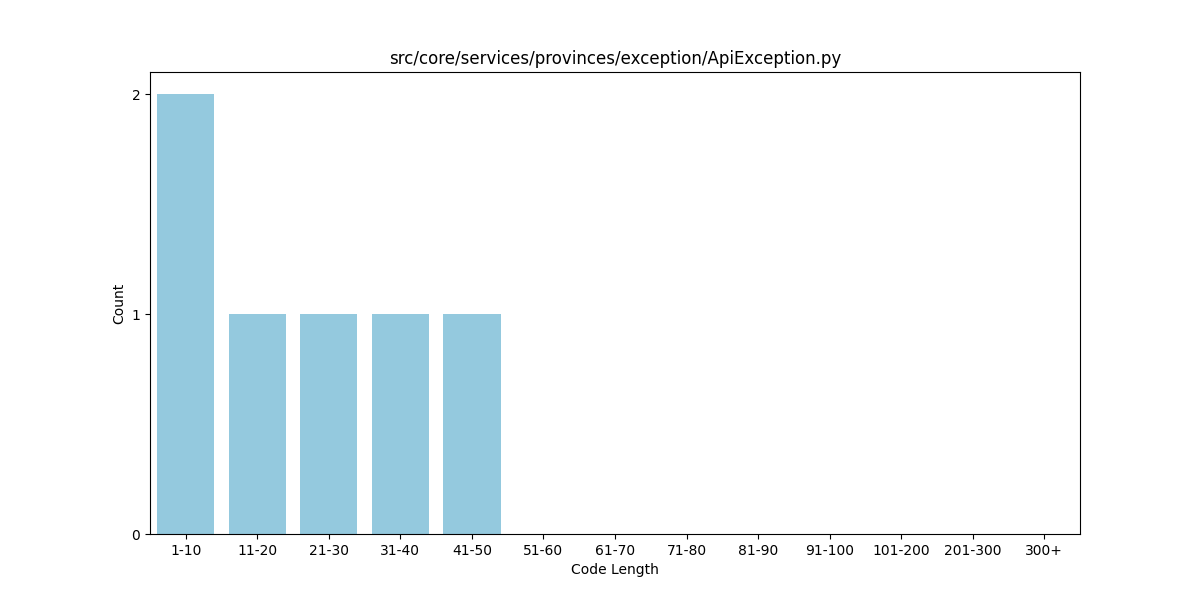 src/core/services/provinces/exception/ApiException.py
2
1
0
Count
1-10 11-20 21-30 31-40 41-50 51-60 61-70 71-80 81-90 91-100 101-200 201-300 300+
Code Length